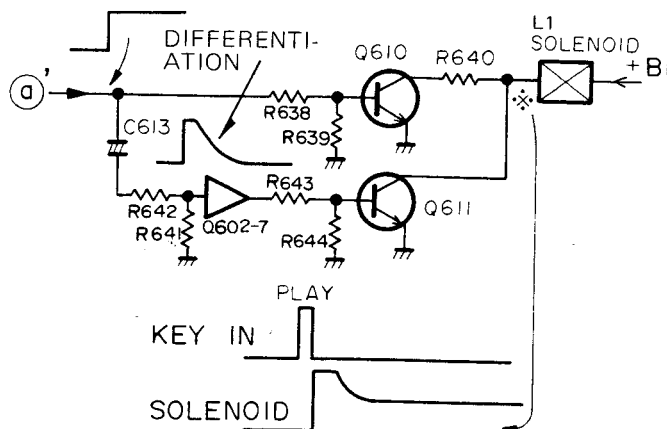 DIFFERENTI-
ATION
Q610
R640
L1
SOLENOID
+B
a'
C613
R638
R639
※
R642
R641
Q602-7
R643
R644
Q611
PLAY
KEY IN
SOLENOID